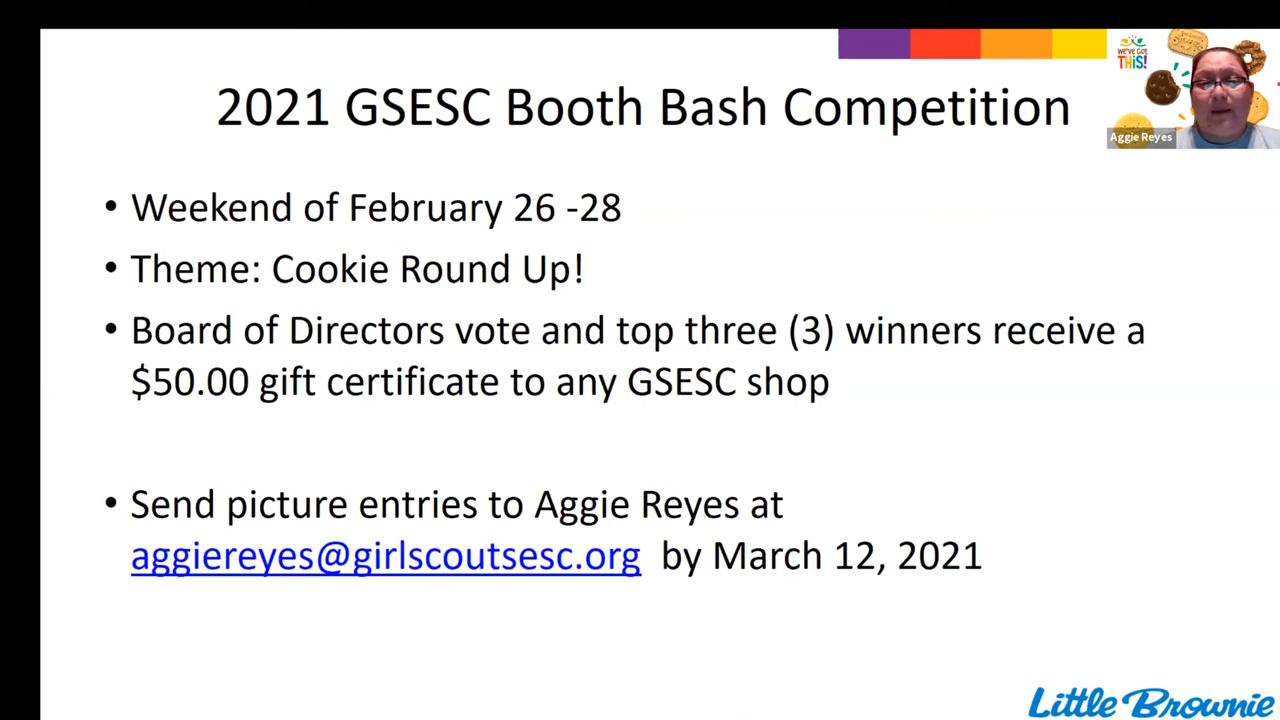 2021 GSESC Booth Bash Competition
WE'VE GOT
THiS!
Aggie Reyes
• Weekend of February 26 -28
• Theme: Cookie Round Up!
• Board of Directors vote and top three (3) winners receive a
$50.00 gift certificate to any GSESC shop
• Send picture entries to Aggie Reyes at
aggiereyes@girlscoutsesc.org by March 12, 2021
Little Brownie